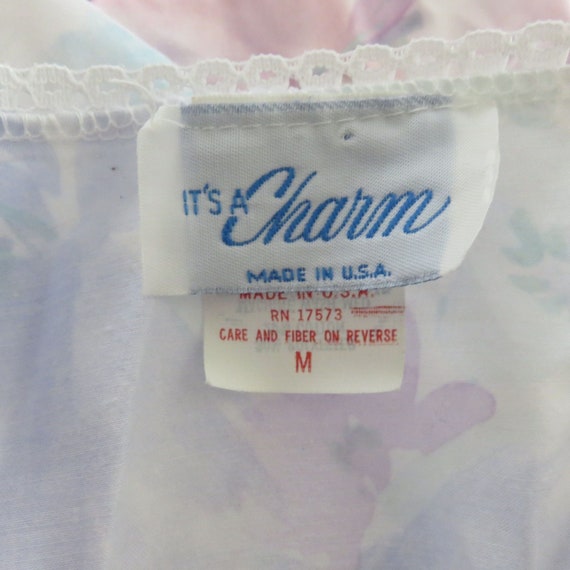 IT'S A Charm
MADE IN U.S.A.
MADE IN U.S.A.
RN 17573
CARE AND FIBER ON REVERSE
M